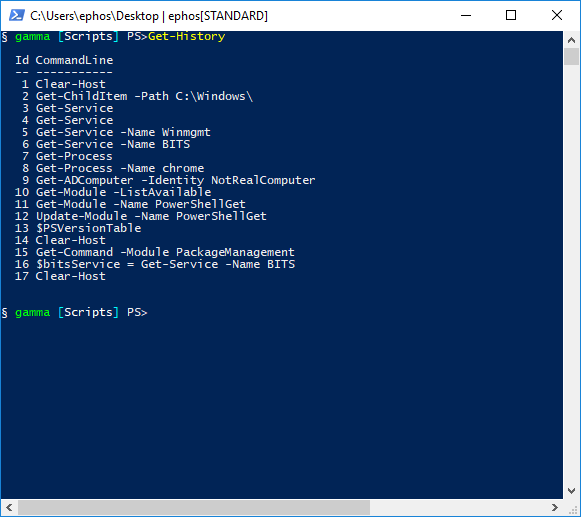 C:\Users\ephos\Desktop | ephos[STANDARD]
§ gamma [Scripts] PS>Get-History
Id CommandLine
-- -----------
1 Clear-Host
2 Get-ChildItem -Path C:\Windows\
3 Get-Service
4 Get-Service
5 Get-Service -Name Winmgmt
6 Get-Service -Name BITS
7 Get-Process
8 Get-Process -Name chrome
9 Get-ADComputer -Identity NotRealComputer
10 Get-Module -ListAvailable
11 Get-Module -Name PowerShellGet
12 Update-Module -Name PowerShellGet
13 $PSVersionTable
14 Clear-Host
15 Get-Command -Module PackageManagement
16 $bitsService = Get-Service -Name BITS
17 Clear-Host
§ gamma [Scripts] PS>